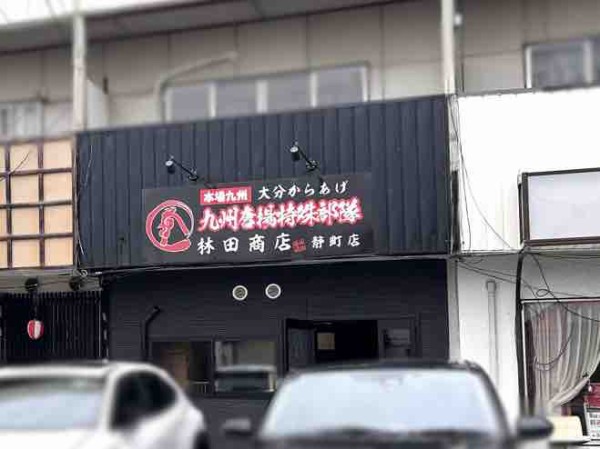 本場九州 大分からあげ
九州唐揚特殊部隊
林田商店 静町店